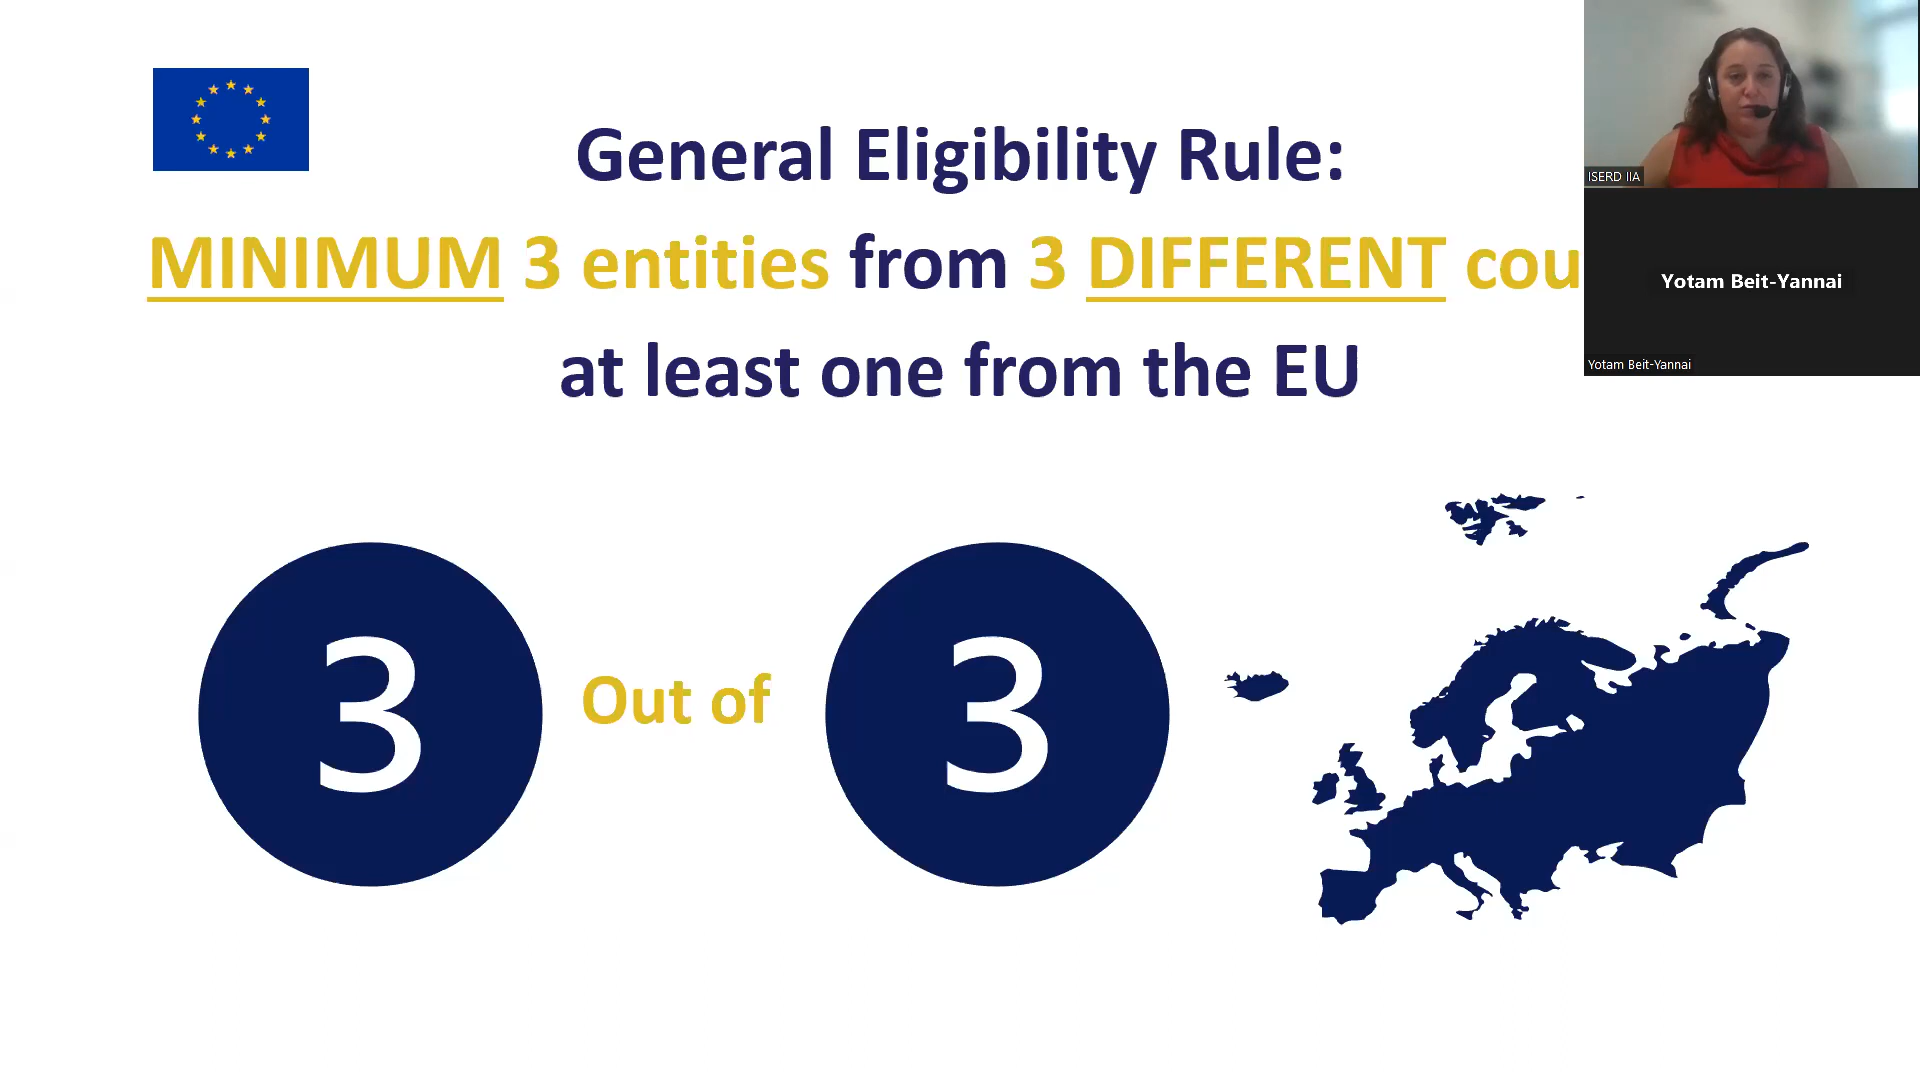 General Eligibility Rule:
MINIMUM 3 entities from 3 DIFFERENT cou
at least one from the EU
3 Out of 3
ISERD IIA
Yotam Beit-Yannai
Yotam Beit-Yannai